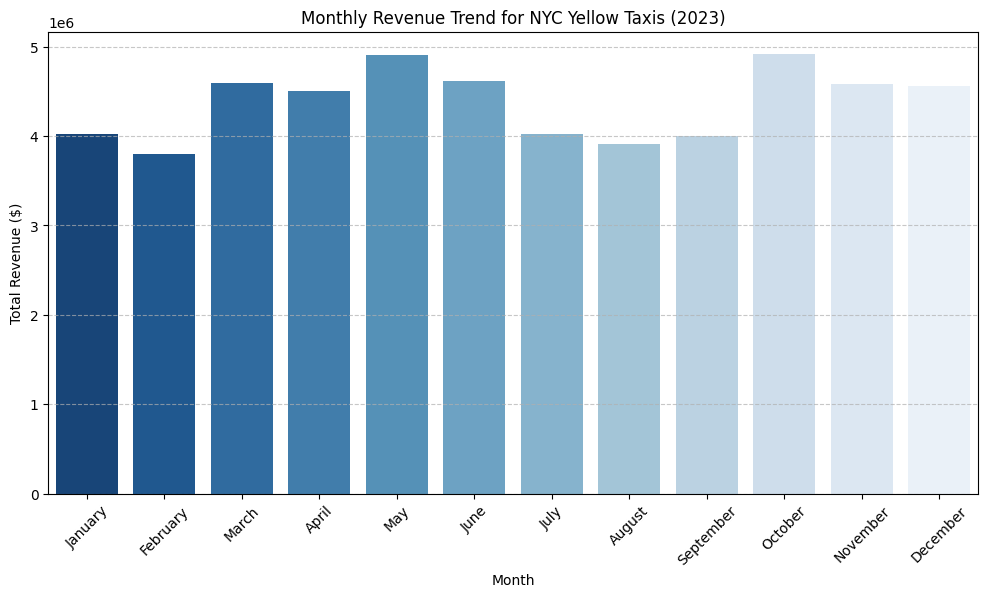 Monthly Revenue Trend for NYC Yellow Taxis (2023)
1e6
Total Revenue ($)
5
4
3
2
1
0
January
February
March
April
May
June
July
August
September
October
November
December
Month